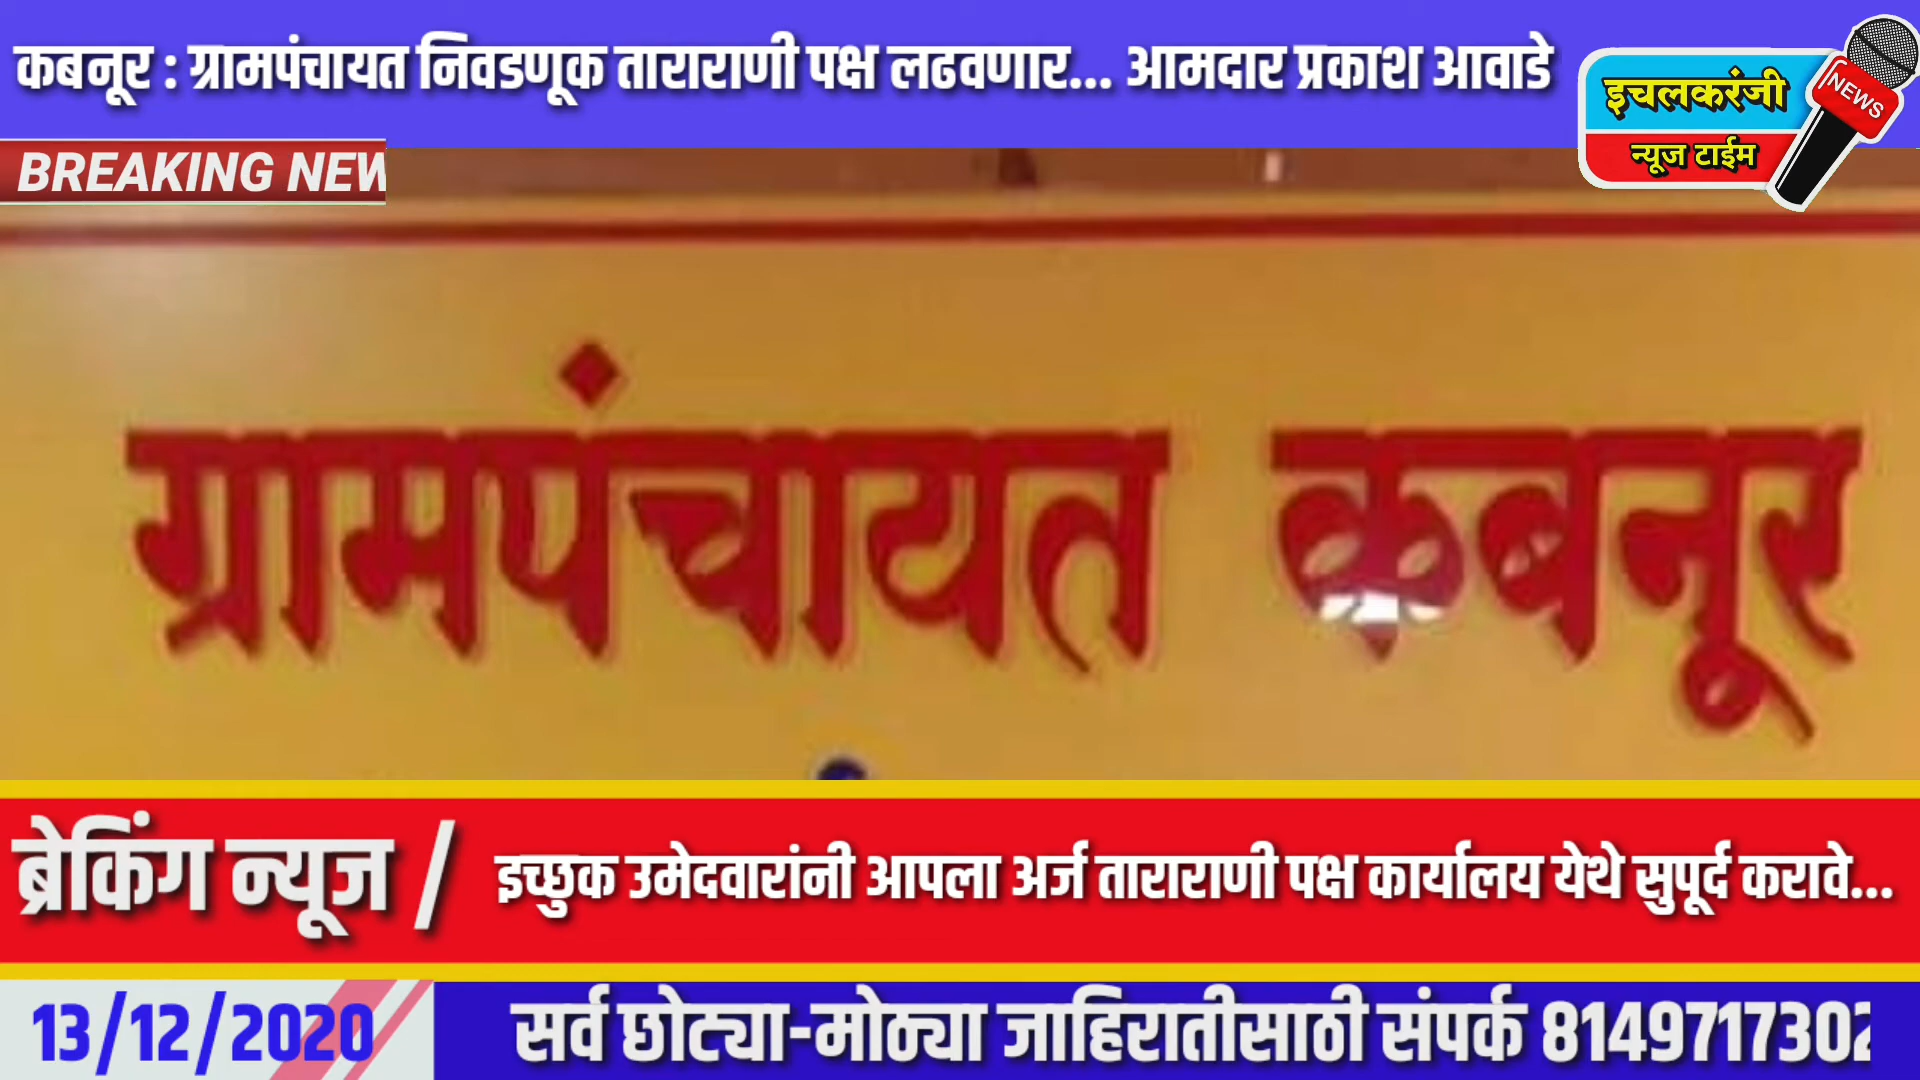 कबनूर : ग्रामपंचायत निवडणूक ताराराणी पक्ष लढवणार... आमदार प्रकाश आवाडे
इचलकरंजी
न्यूज टाईम
NEWS
BREAKING NEW
ग्रामपंचायत कबनूर
ब्रेकिंग न्यूज / इच्छुक उमेदवारांनी आपला अर्ज ताराराणी पक्ष कार्यालय येथे सुपूर्द करावे...
13/12/2020
सर्व छोट्या-मोठ्या जाहिरातीसाठी संपर्क 8149717302